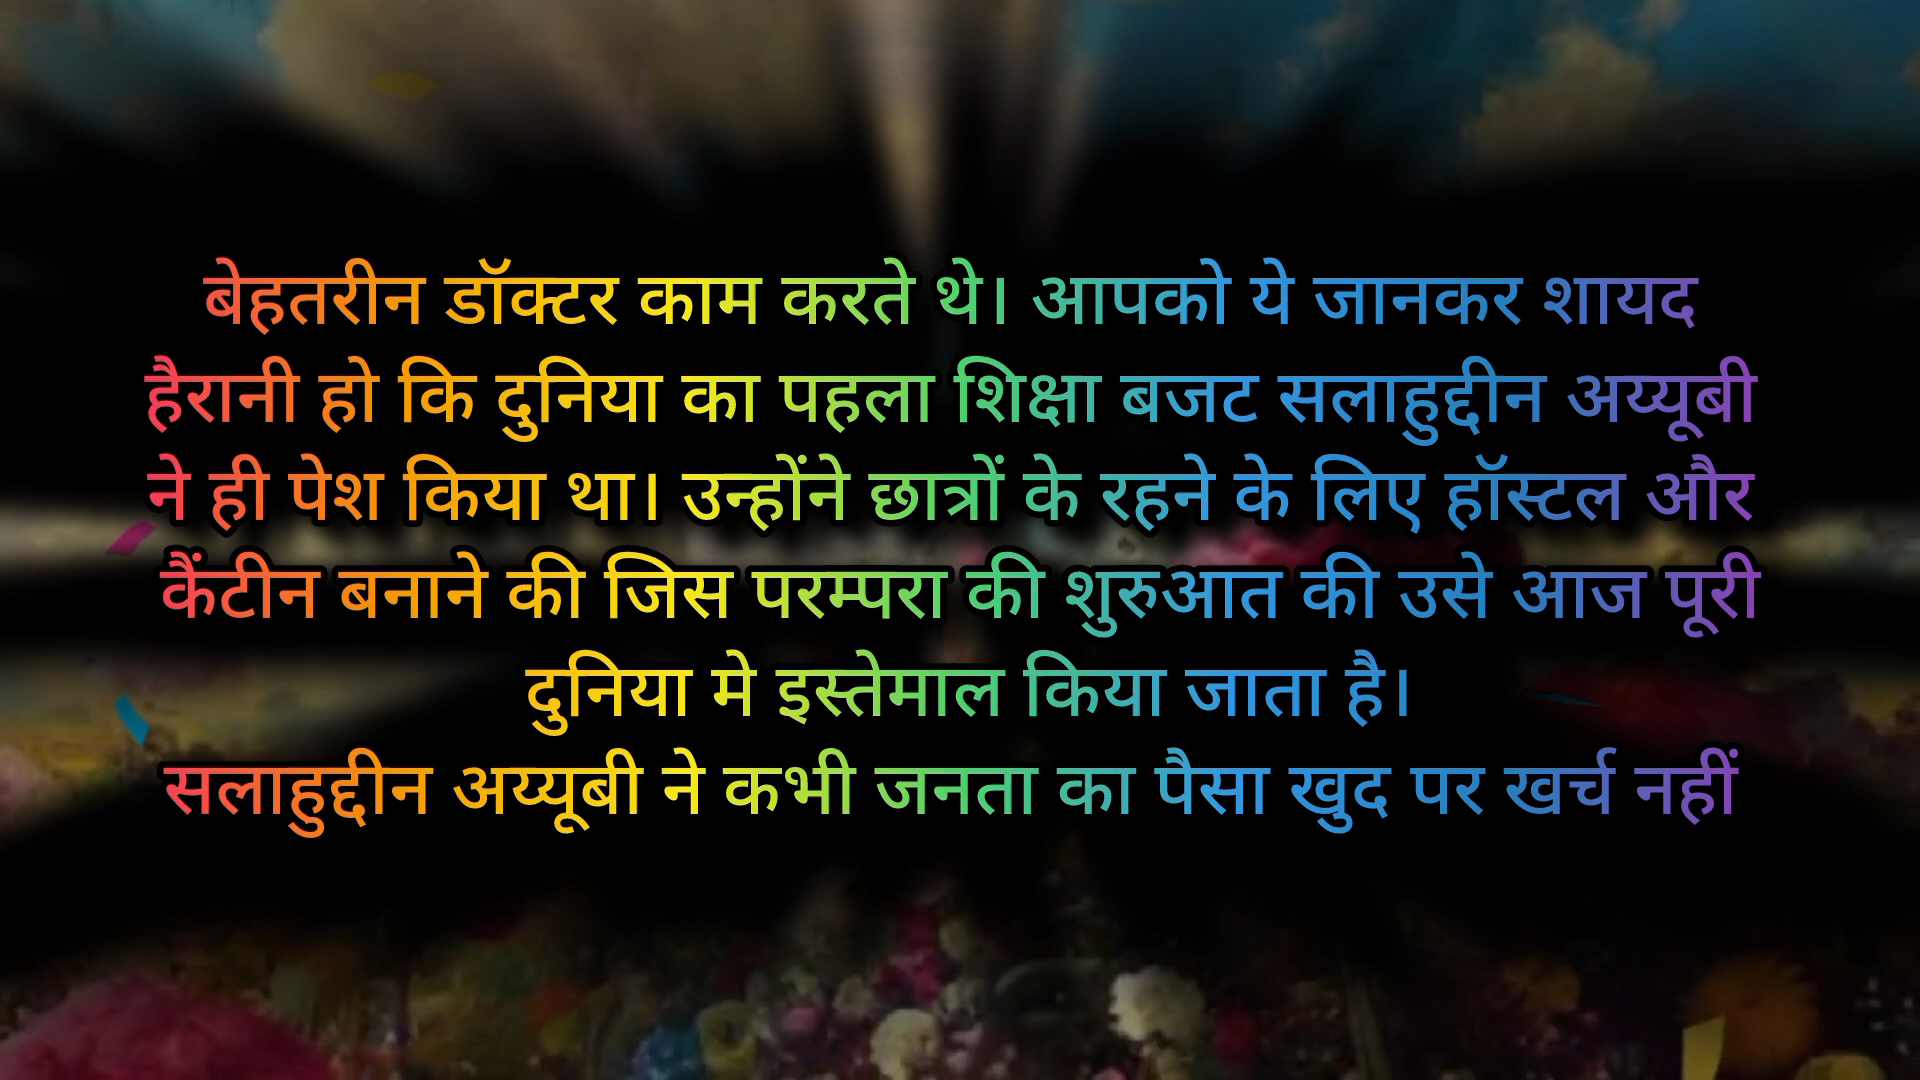 बेहतरीन डॉक्टर काम करते थे। आपको ये जानकर शायद
हैरानी हो कि दुनिया का पहला शिक्षा बजट सलाहुद्दीन अय्यूबी
ने ही पेश किया था। उन्होंने छात्रों के रहने के लिए हॉस्टल और
कैंटीन बनाने की जिस परम्परा की शुरुआत की उसे आज पूरी
दुनिया मे इस्तेमाल किया जाता है।
सलाहुद्दीन अय्यूबी ने कभी जनता का पैसा खुद पर खर्च नहीं